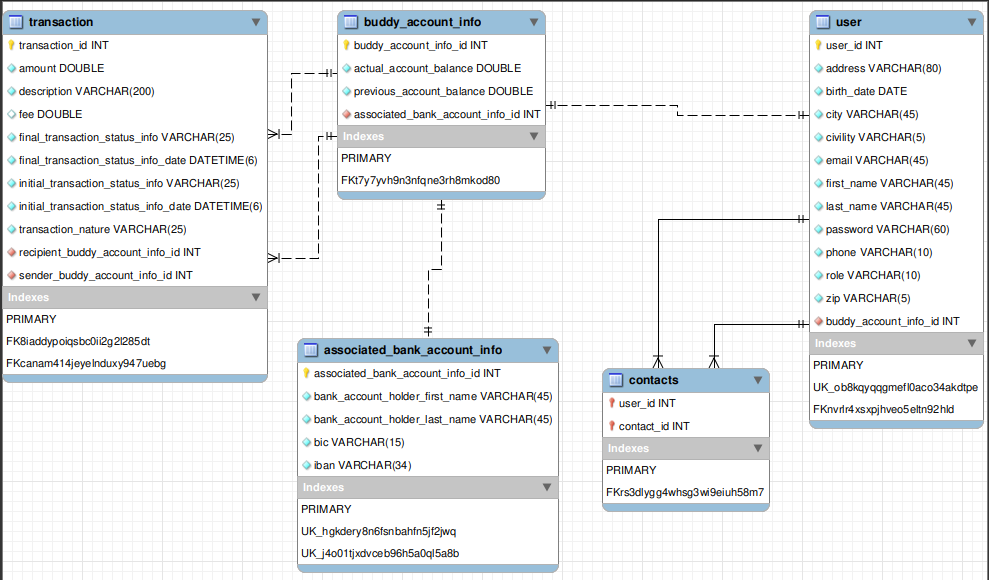 transaction
transaction_id INT
amount DOUBLE
description VARCHAR(200)
fee DOUBLE
final_transaction_status_info VARCHAR(25)
final_transaction_status_info_date DATETIME(6)
initial_transaction_status_info VARCHAR(25)
initial_transaction_status_info_date DATETIME(6)
transaction_nature VARCHAR(25)
recipient_buddy_account_info_id INT
sender_buddy_account_info_id INT
Indexes
PRIMARY
FK8iaddypoiqsbc0ii2g2l285dt
FKcanam414jeyelnduxy947uebg
buddy_account_info
buddy_account_info_id INT
actual_account_balance DOUBLE
previous_account_balance DOUBLE
associated_bank_account_info_id INT
Indexes
PRIMARY
FKt7y7yvh9n3nfqne3rh8mkod80
associated_bank_account_info
associated_bank_account_info_id INT
bank_account_holder_first_name VARCHAR(45)
bank_account_holder_last_name VARCHAR(45)
bic VARCHAR(15)
iban VARCHAR(34)
Indexes
PRIMARY
UK_hgkdery8n6fsnbahfn5jf2jwq
UK_j4o01tjxdvceb96h5a0ql5a8b
contacts
user_id INT
contact_id INT
Indexes
PRIMARY
FKrs3dlygg4whsg3wi9eiuh58m7
user
user_id INT
address VARCHAR(80)
birth_date DATE
city VARCHAR(45)
civility VARCHAR(5)
email VARCHAR(45)
first_name VARCHAR(45)
last_name VARCHAR(45)
password VARCHAR(60)
phone VARCHAR(10)
role VARCHAR(10)
zip VARCHAR(5)
buddy_account_info_id INT
Indexes
PRIMARY
UK_ob8kqyqqgmefl0aco34akdtpe
FKnvrlr4xsxpjhveo5eltn92hld